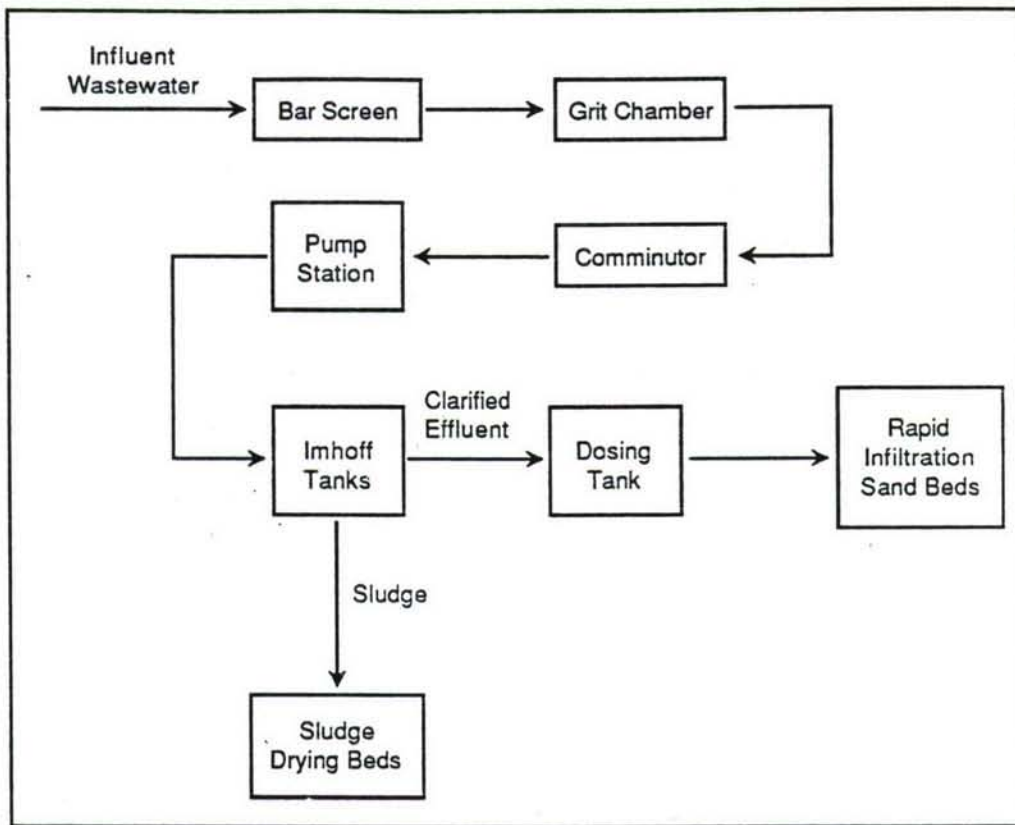 Influent
Wastewater
Bar Screen
Grit Chamber
Comminutor
Pump
Station
Imhoff
Tanks
Clarified
Effluent
Dosing
Tank
Rapid
Infiltration
Sand Beds
Sludge
Sludge
Drying Beds